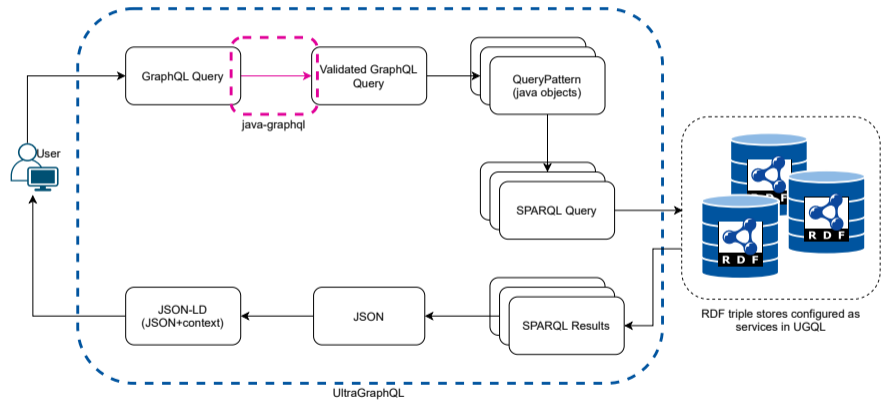 GraphQL Query
Validated GraphQL
Query
QueryPattern
(java objects)
java-graphql
User
SPARQL Query
RDF
RDF
RDF triple stores configured as
services in UGQL
JSON-LD
(JSON+context)
JSON
SPARQL Results
UltraGraphQL